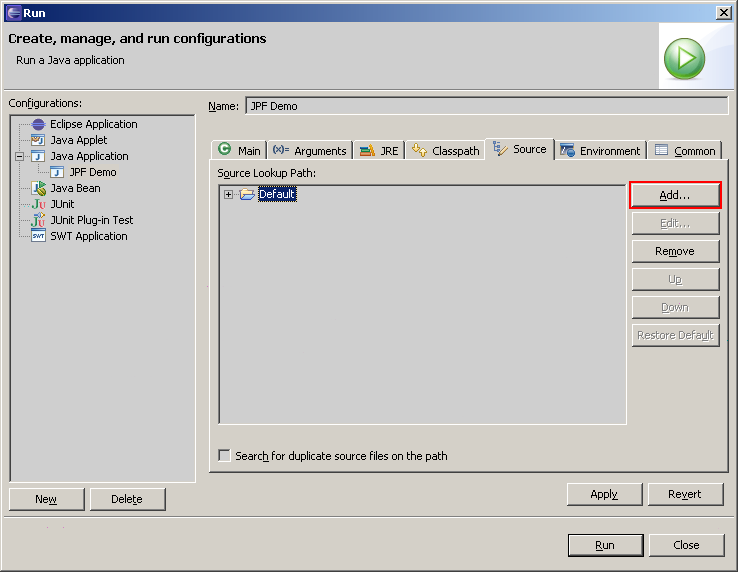 Run
Create, manage, and run configurations
Run a Java application
Configurations:
Eclipse Application
Java Applet
Java Application
JPF Demo
Java Bean
JUnit
JUnit Plug-in Test
SWT Application
New
Delete
Name: JPF Demo
Main
Arguments
JRE
Classpath
Source
Environment
Common
Source Lookup Path:
Default
Add...
Edit...
Remove
Up
Down
Restore Default
Search for duplicate source files on the path
Apply
Revert
Run
Close